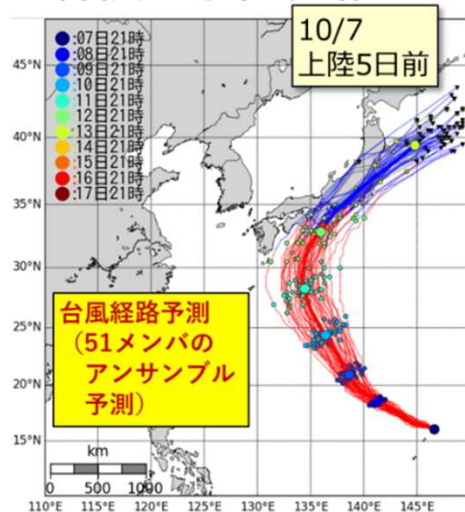 10/7
上陸5日前
:07日21時
:08日21時
:09日21時
:10日21時
:11日21時
:12日21時
:13日21時
:14日21時
:15日21時
:16日21時
:17日21時
45°N
40°N
35°N
30°N
25°N
20°N
15°N
台風経路予測
（51メンバの
アンサンブル
予測）
km
0 500 1000
110°E 115°E 120°E 125°E 130°E 135°E 140°E 145°E